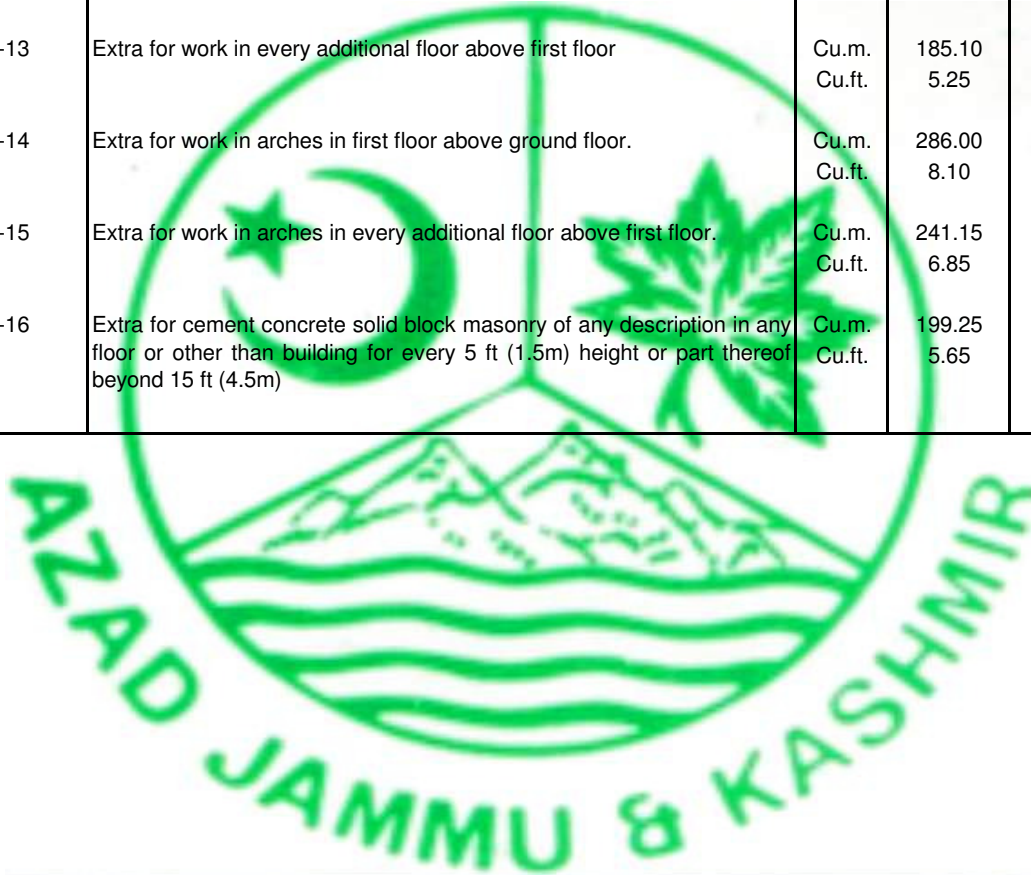 -13 Extra for work in every additional floor above first floor Cu.m. 185.10
Cu.ft. 5.25
-14 Extra for work in arches in first floor above ground floor. Cu.m. 286.00
Cu.ft. 8.10
-15 Extra for work in arches in every additional floor above first floor. Cu.m. 241.15
Cu.ft. 6.85
-16 Extra for cement concrete solid block masonry of any description in any Cu.m. 199.25
floor or other than building for every 5 ft (1.5m) height or part thereof Cu.ft. 5.65
beyond 15 ft (4.5m)
AZAD JAMMU & KASHMIR